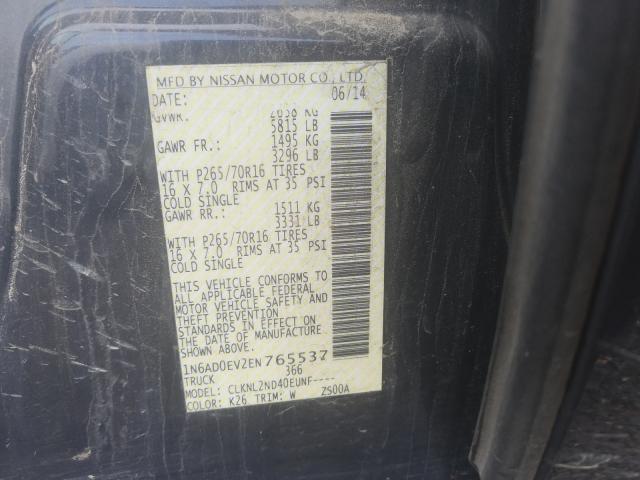 MFD BY NISSAN MOTOR CO., LTD.
DATE: 06/14
GVWR: 2638 KG
5815 LB
GAWR FR.: 1495 KG
3296 LB
WITH P265/70R16 TIRES
16 X 7.0 RIMS AT 35 PSI
COLD SINGLE
GAWR RR.: 1511 KG
3331 LB
WITH P265/70R16 TIRES
16 X 7.0 RIMS AT 35 PSI
COLD SINGLE
THIS VEHICLE CONFORMS TO
ALL APPLICABLE FEDERAL
MOTOR VEHICLE SAFETY AND
THEFT PREVENTION
STANDARDS IN EFFECT ON
THE DATE OF MANUFACTURE
SHOWN ABOVE.
1N6AD0EV2EN765537
TRUCK 366
MODEL: CLKNL2ND40EUNF----
COLOR: K26 TRIM: W ZS00A